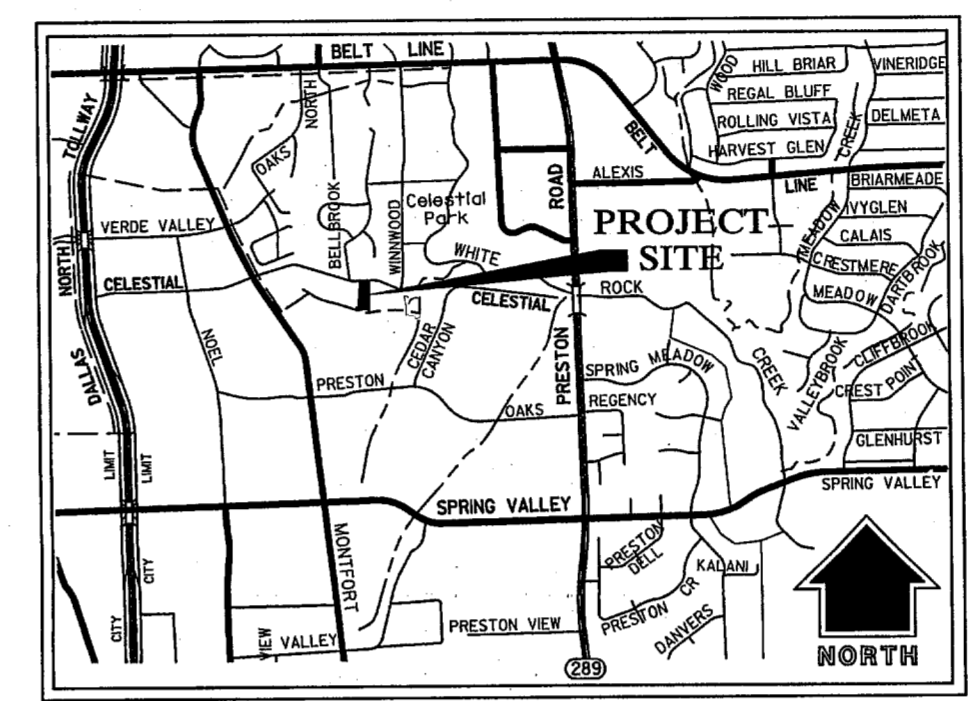 BELT LINE
WOOD
HILL BRIAR
VINERIDGE
REGAL BLUFF
ROLLING VISTA
DELMETA
HARVEST GLEN
CREEK
TOLLWAY
NORTH
OAKS
BELT
LINE
ROAD
ALEXIS
BRIARMEADE
IVYGLEN
CALAIS
CRESTMERE
MEADOW
MEADOW
DARTBROOK
VERDE VALLEY
BELLBROOK
WINNWOOD
Celestial
Park
PROJECT
SITE
WHITE
ROCK
CREEK
NORTH
CELESTIAL
CELESTIAL
CEDAR
CANYON
NOEL
DALLAS
PRESTON
OAKS
PRESTON
SPRING MEADOW
REGENCY
VALLEYBROOK
CLIFFBROOK
CREST POINT
GLENHURST
LIMIT
LIMIT
SPRING VALLEY
SPRING VALLEY
MONTFORT
CITY
CITY
VIEW VALLEY
PRESTON VIEW
PRESTON
DELL
KALANI
PRESTON CR
DANVERS
289
NORTH